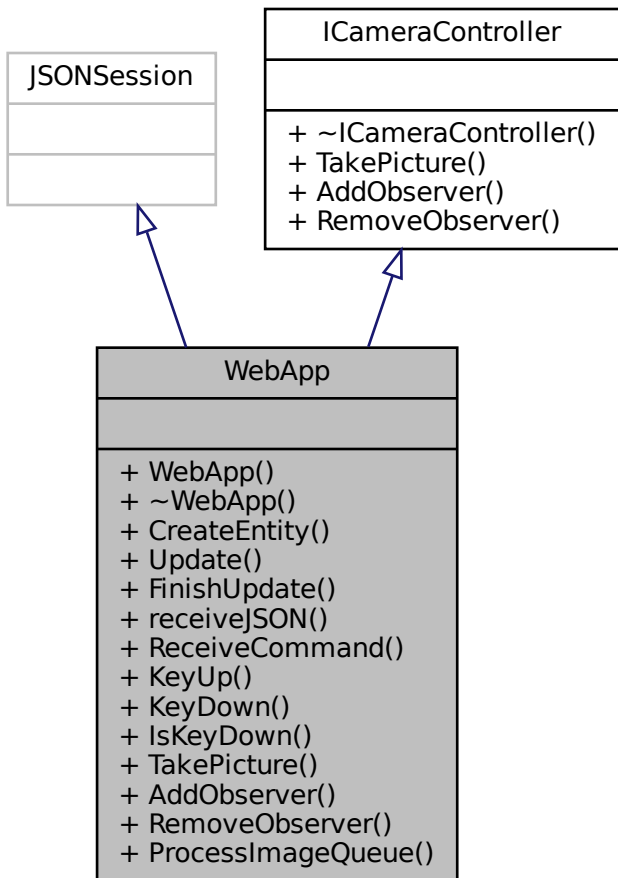 JSONSession
ICameraController
+ ~ICameraController()
+ TakePicture()
+ AddObserver()
+ RemoveObserver()
WebApp
+ WebApp()
+ ~WebApp()
+ CreateEntity()
+ Update()
+ FinishUpdate()
+ receiveJSON()
+ ReceiveCommand()
+ KeyUp()
+ KeyDown()
+ IsKeyDown()
+ TakePicture()
+ AddObserver()
+ RemoveObserver()
+ ProcessImageQueue()